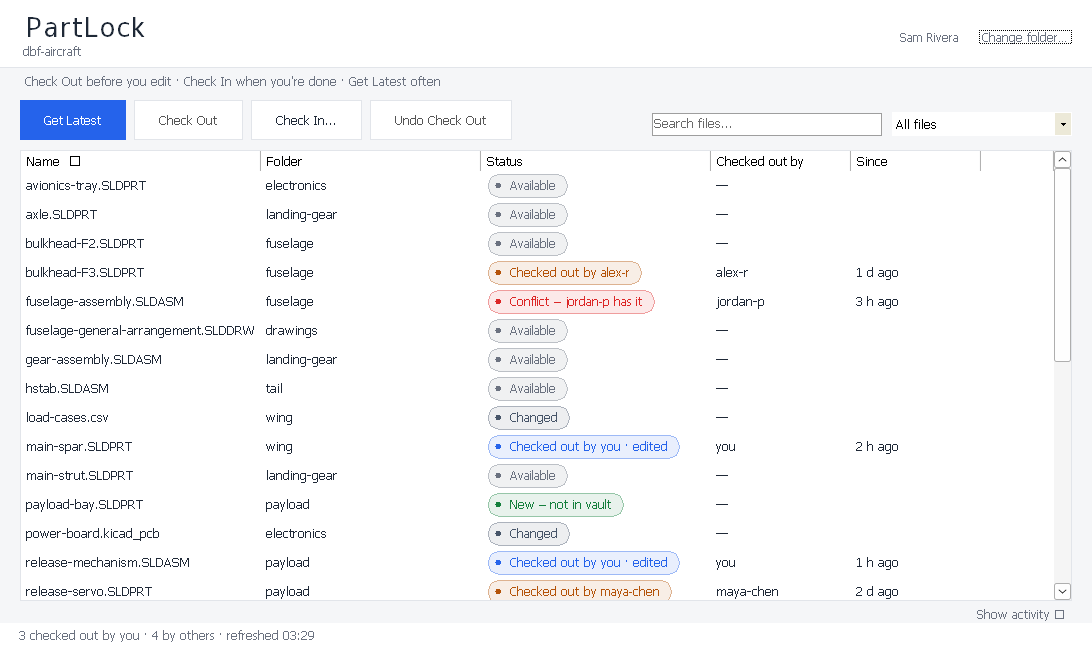 PartLock
dbf-aircraft
Sam Rivera Change folder...
Check Out before you edit · Check In when you're done · Get Latest often
Get Latest Check Out Check In... Undo Check Out Search files... All files
Name Folder Status Checked out by Since
avionics-tray.SLDPRT electronics Available —
axle.SLDPRT landing-gear Available —
bulkhead-F2.SLDPRT fuselage Available —
bulkhead-F3.SLDPRT fuselage Checked out by alex-r alex-r 1 d ago
fuselage-assembly.SLDASM fuselage Conflict – jordan-p has it jordan-p 3 h ago
fuselage-general-arrangement.SLDDRW drawings Available —
gear-assembly.SLDASM landing-gear Available —
hstab.SLDASM tail Available —
load-cases.csv wing Changed —
main-spar.SLDPRT wing Checked out by you · edited you 2 h ago
main-strut.SLDPRT landing-gear Available —
payload-bay.SLDPRT payload New – not in vault —
power-board.kicad_pcb electronics Changed —
release-mechanism.SLDASM payload Checked out by you · edited you 1 h ago
release-servo.SLDPRT payload Checked out by maya-chen maya-chen 2 d ago
Show activity
3 checked out by you · 4 by others · refreshed 03:29